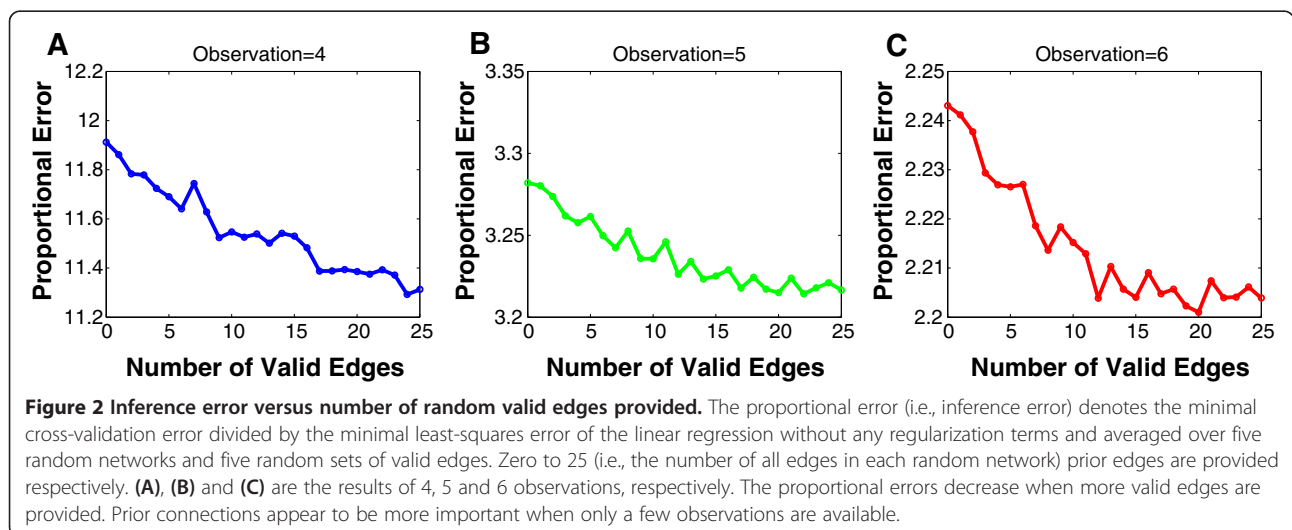 A
Observation=4
12.2
12
11.8
11.6
11.4
11.2
0 5 10 15 20 25
Proportional Error
Number of Valid Edges
B
Observation=5
3.35
3.3
3.25
3.2
0 5 10 15 20 25
Proportional Error
Number of Valid Edges
C
Observation=6
2.25
2.24
2.23
2.22
2.21
2.2
0 5 10 15 20 25
Proportional Error
Number of Valid Edges
Figure 2 Inference error versus number of random valid edges provided. The proportional error (i.e., inference error) denotes the minimal
cross-validation error divided by the minimal least-squares error of the linear regression without any regularization terms and averaged over five
random networks and five random sets of valid edges. Zero to 25 (i.e., the number of all edges in each random network) prior edges are provided
respectively. (A), (B) and (C) are the results of 4, 5 and 6 observations, respectively. The proportional errors decrease when more valid edges are
provided. Prior connections appear to be more important when only a few observations are available.